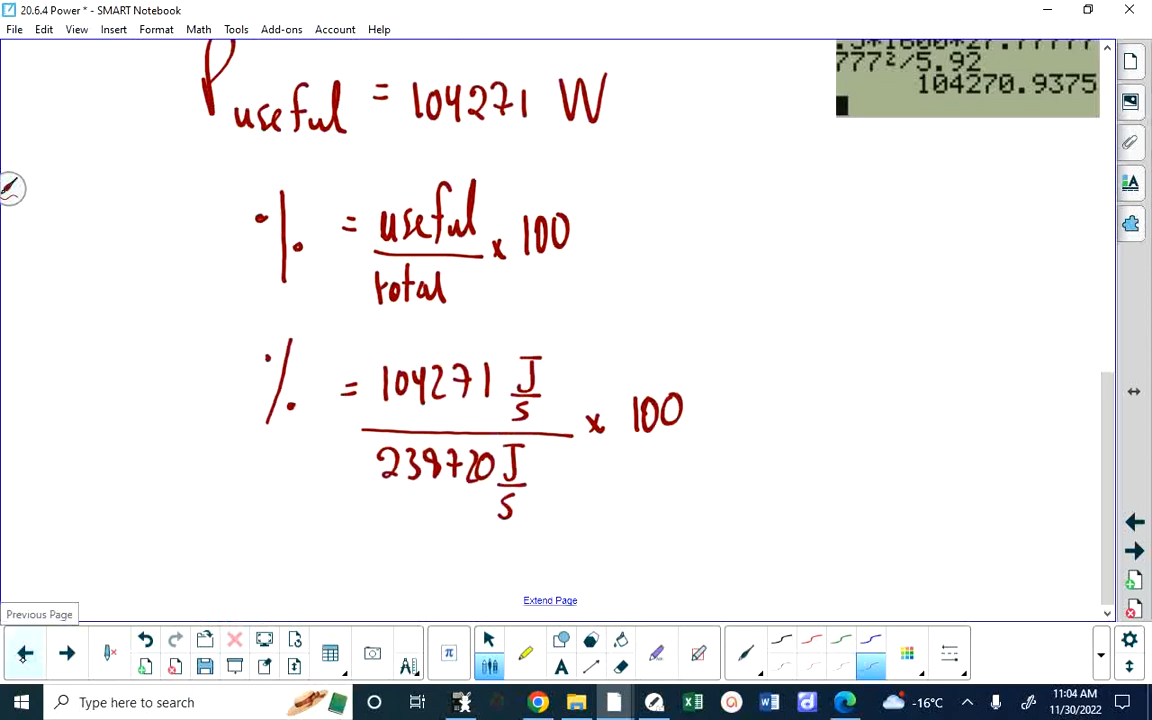 20.6.4 Power * - SMART Notebook
File Edit View Insert Format Math Tools Add-ons Account Help
777²/5.92
104270.9375
P useful = 104271 W
% = useful / total × 100
% = 104271 J/s / 238720 J/s × 100
Extend Page
Previous Page
π
A
Type here to search
-16°C
11:04 AM
11/30/2022